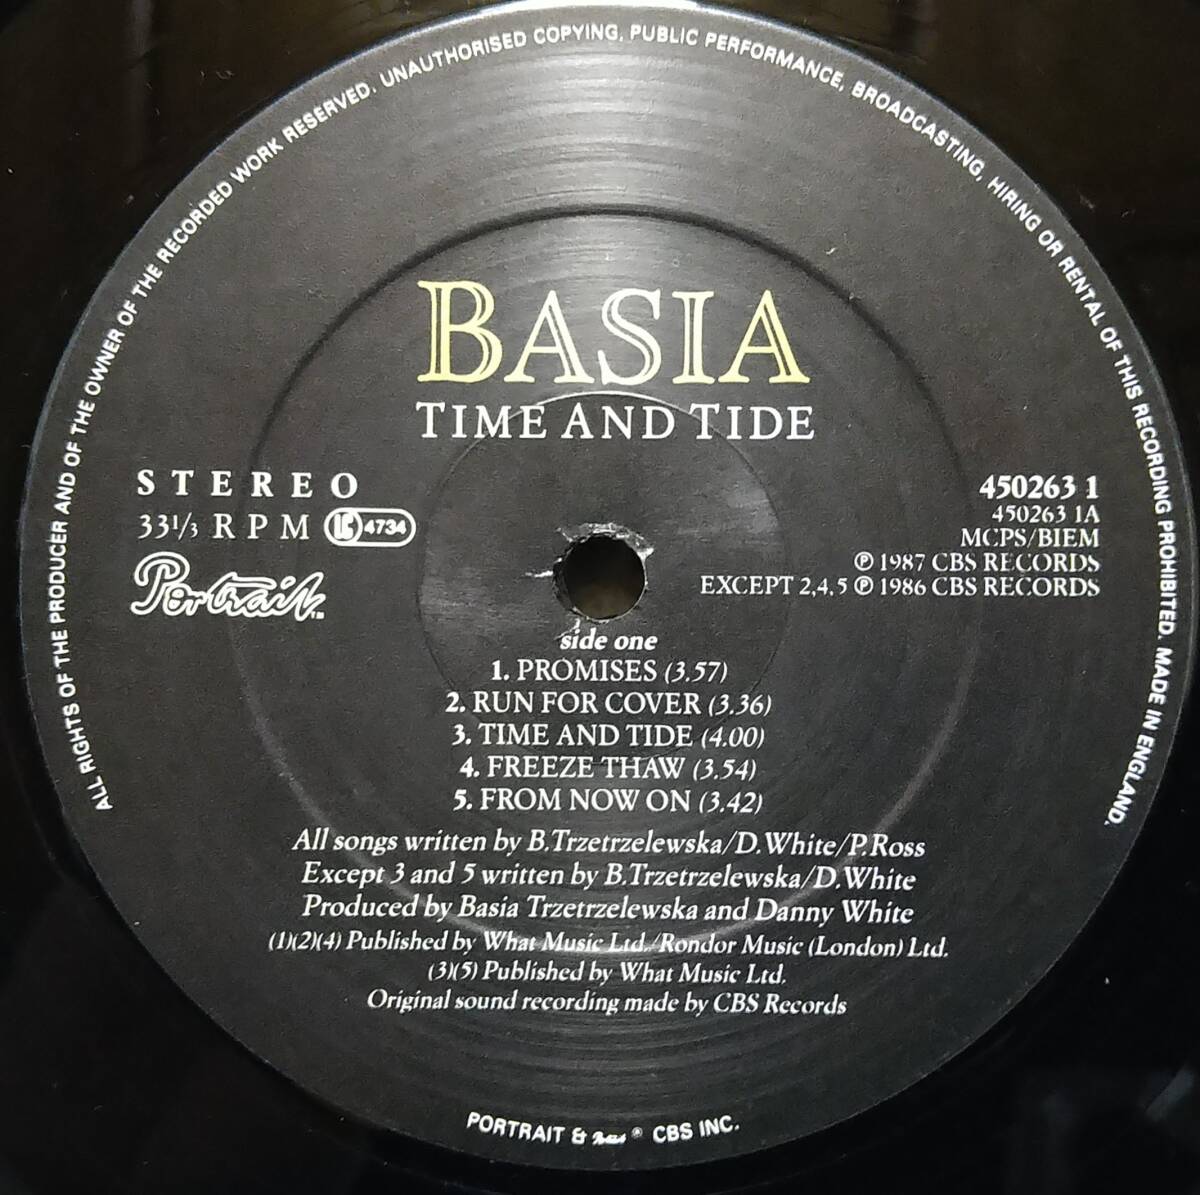 ALL RIGHTS OF THE PRODUCER AND OF THE OWNER OF THE RECORDED WORK RESERVED. UNAUTHORISED COPYING, PUBLIC PERFORMANCE, BROADCASTING, HIRING OR RENTAL OF THIS RECORDING PROHIBITED. MADE IN ENGLAND.
BASIA
TIME AND TIDE
STEREO
33 1/3 RPM LC 4734
Portrait™
450263 1
450263 1A
MCPS/BIEM
℗ 1987 CBS RECORDS
EXCEPT 2,4,5 ℗ 1986 CBS RECORDS
side one
1. PROMISES (3.57)
2. RUN FOR COVER (3.36)
3. TIME AND TIDE (4.00)
4. FREEZE THAW (3.54)
5. FROM NOW ON (3.42)
All songs written by B.Trzetrzelewska/D.White/P.Ross
Except 3 and 5 written by B.Trzetrzelewska/D.White
Produced by Basia Trzetrzelewska and Danny White
(1)(2)(4) Published by What Music Ltd./Rondor Music (London) Ltd.
(3)(5) Published by What Music Ltd.
Original sound recording made by CBS Records
PORTRAIT & ® CBS INC.